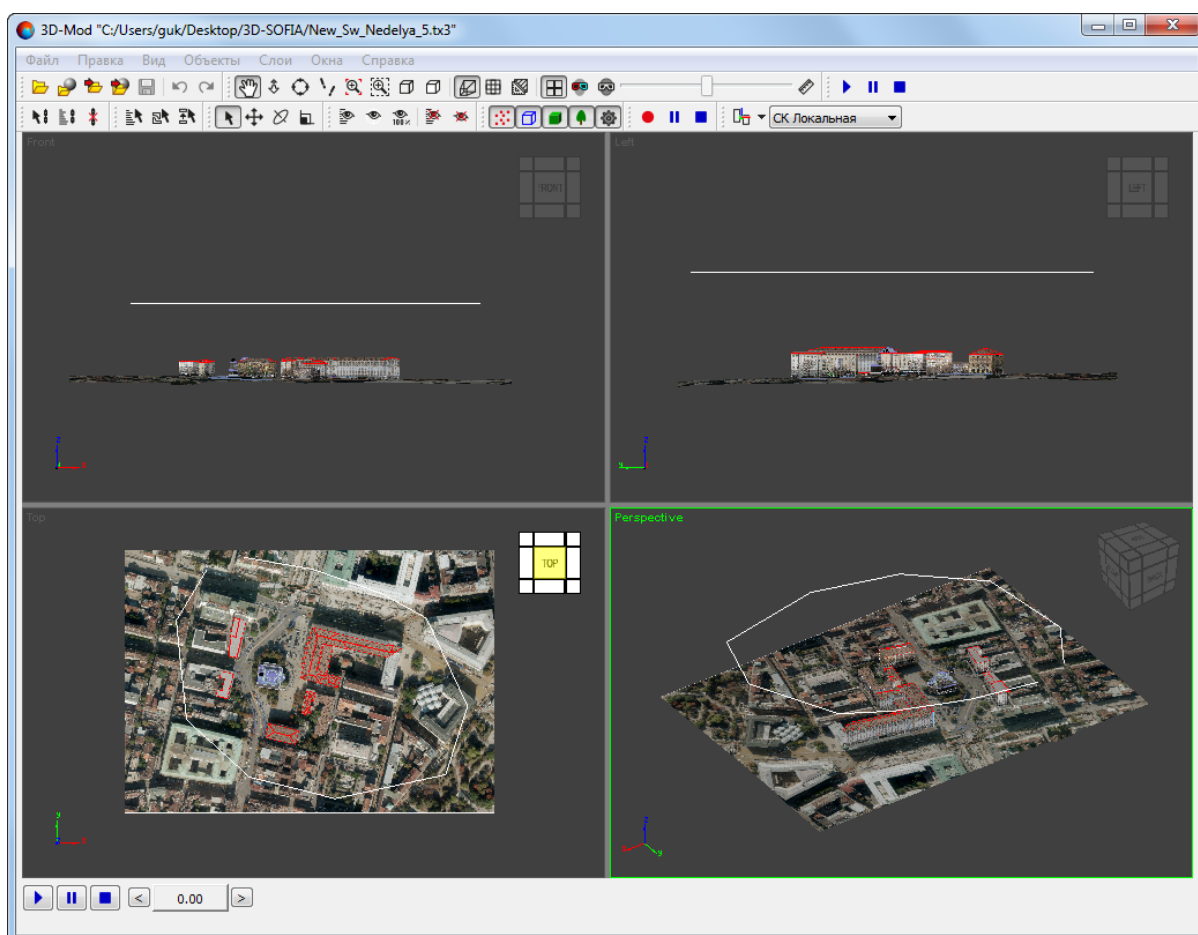 3D-Mod "C:/Users/guk/Desktop/3D-SOFIA/New_Sw_Nedelya_5.tx3"
Файл Правка Вид Объекты Слои Окна Справка
100%
СК Локальная
Front
FRONT
Left
LEFT
z
x
z
y
Top
TOP
y
x
Perspective
z
x
y
< 0.00 >